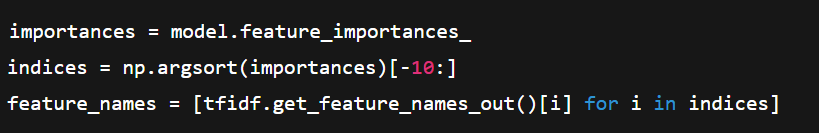 importances = model.feature_importances_
indices = np.argsort(importances)[-10:]
feature_names = [tfidf.get_feature_names_out()[i] for i in indices]